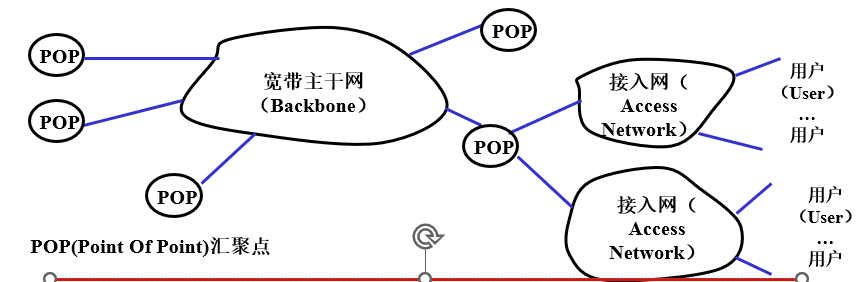 POP
POP
宽带主干网
（Backbone）
POP
POP
POP
接入网（
Access
Network）
用户
（User）
…
用户
接入网（
Access
Network）
用户
（User）
…
用户
POP(Point Of Point)汇聚点